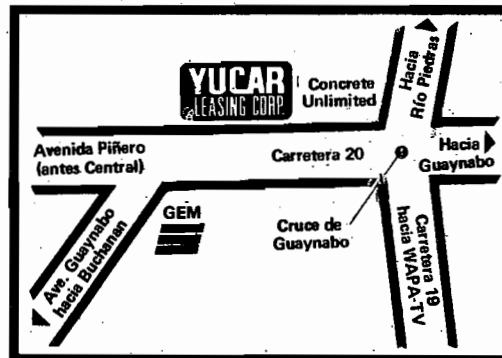 YUCAR
LEASING CORP.
Concrete
Unlimited
Hacia
Río Piedras
Avenida Piñero
(antes Central)
Carretera 20
Hacia
Guaynabo
GEM
Cruce de
Guaynabo
Ave. Guaynabo
hacia Buchanan
Carretera 19
hacia WAPA-TV